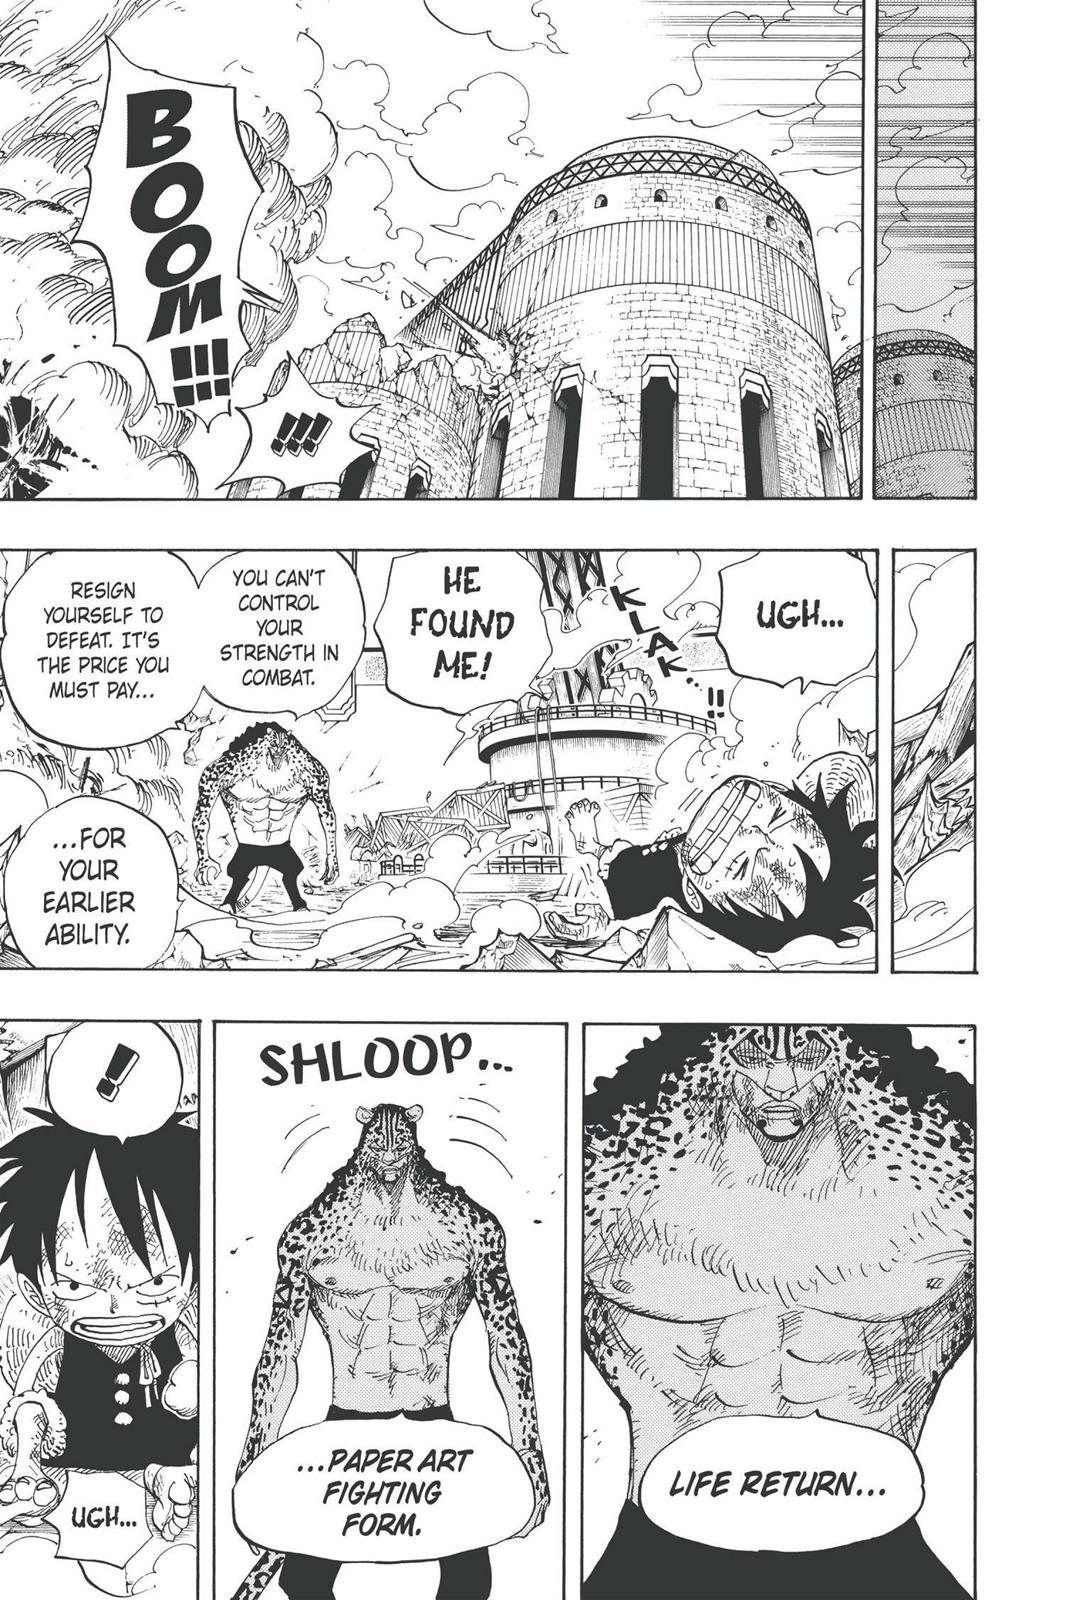 BOOM!!!
!!!
UGH...
KLAK...!!
HE
FOUND
ME!
YOU CAN'T
CONTROL
YOUR
STRENGTH IN
COMBAT.
RESIGN
YOURSELF TO
DEFEAT. IT'S
THE PRICE YOU
MUST PAY...
...FOR
YOUR
EARLIER
ABILITY.
LIFE RETURN...
SHLOOP...
...PAPER ART
FIGHTING
FORM.
!
UGH...